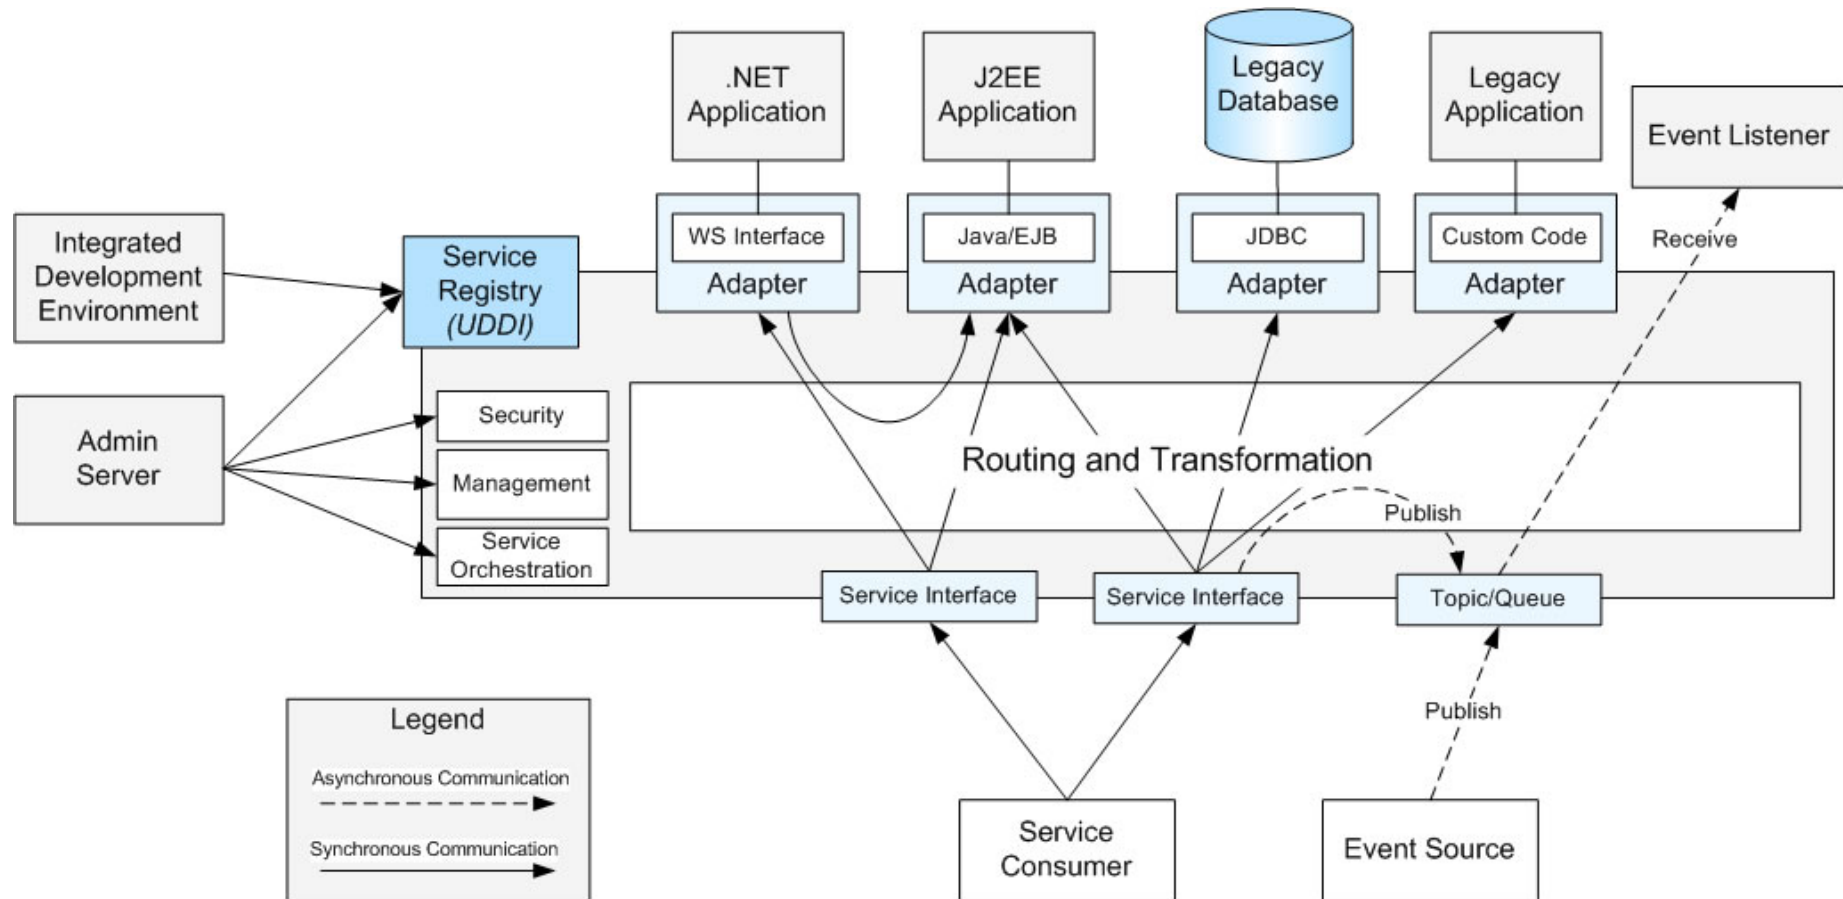 .NET
Application
J2EE
Application
Legacy
Database
Legacy
Application
Event Listener
WS Interface
Adapter
Java/EJB
Adapter
JDBC
Adapter
Custom Code
Adapter
Receive
Integrated
Development
Environment
Service
Registry
(UDDI)
Admin
Server
Security
Management
Service
Orchestration
Routing and Transformation
Publish
Service Interface
Service Interface
Topic/Queue
Publish
Legend
Asynchronous Communication
Synchronous Communication
Service
Consumer
Event Source